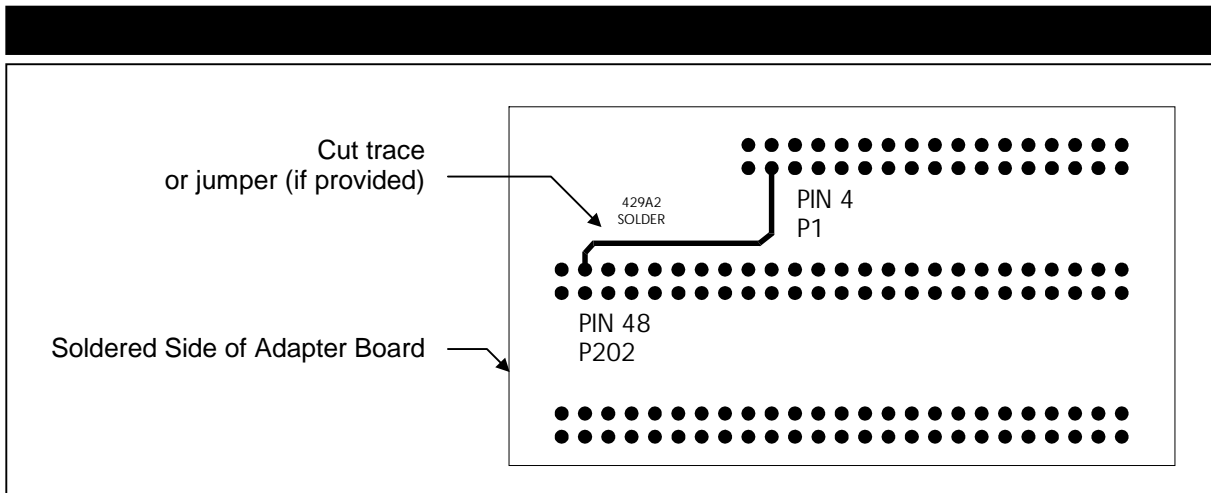 Cut trace
or jumper (if provided)
429A2
SOLDER
PIN 4
P1
PIN 48
P202
Soldered Side of Adapter Board